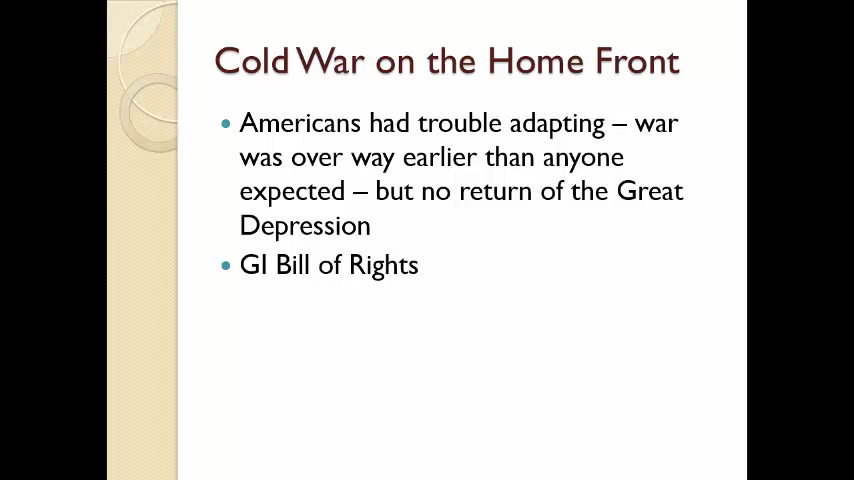 Cold War on the Home Front
• Americans had trouble adapting – war
was over way earlier than anyone
expected – but no return of the Great
Depression
• GI Bill of Rights